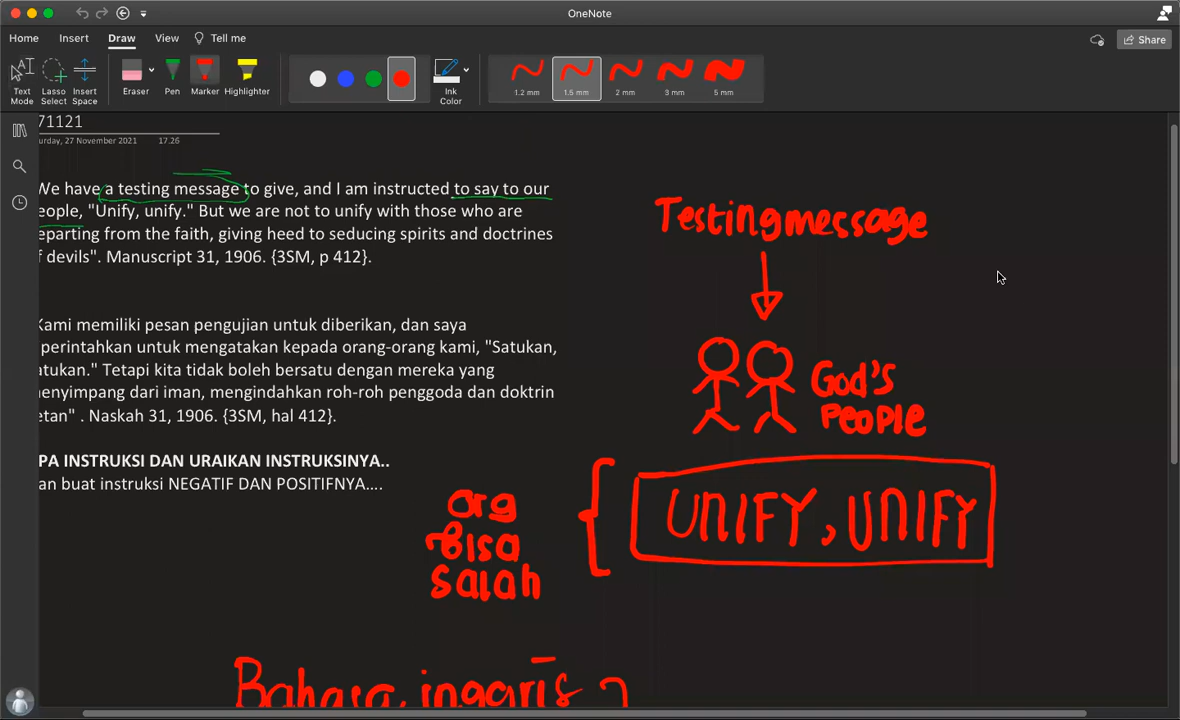 OneNote
Home Insert Draw View Tell me
Share
Text Mode
Lasso Select
Insert Space
Eraser
Pen
Marker
Highlighter
Ink Color
1.2 mm
1.6 mm
2 mm
3 mm
5 mm
71121
urday, 27 November 2021 17.26
We have a testing message to give, and I am instructed to say to our
eople, "Unify, unify." But we are not to unify with those who are
eparting from the faith, giving heed to seducing spirits and doctrines
f devils". Manuscript 31, 1906. {3SM, p 412}.
Kami memiliki pesan pengujian untuk diberikan, dan saya
perintahkan untuk mengatakan kepada orang-orang kami, "Satukan,
atukan." Tetapi kita tidak boleh bersatu dengan mereka yang
enyimpang dari iman, mengindahkan roh-roh penggoda dan doktrin
etan" . Naskah 31, 1906. {3SM, hal 412}.
PA INSTRUKSI DAN URAIKAN INSTRUKSINYA..
an buat instruksi NEGATIF DAN POSITIFNYA....
Testingmessage
God's
PEOPLE
UNIFY, UNIFY
org
Bisa
salah
Bahasa inggris